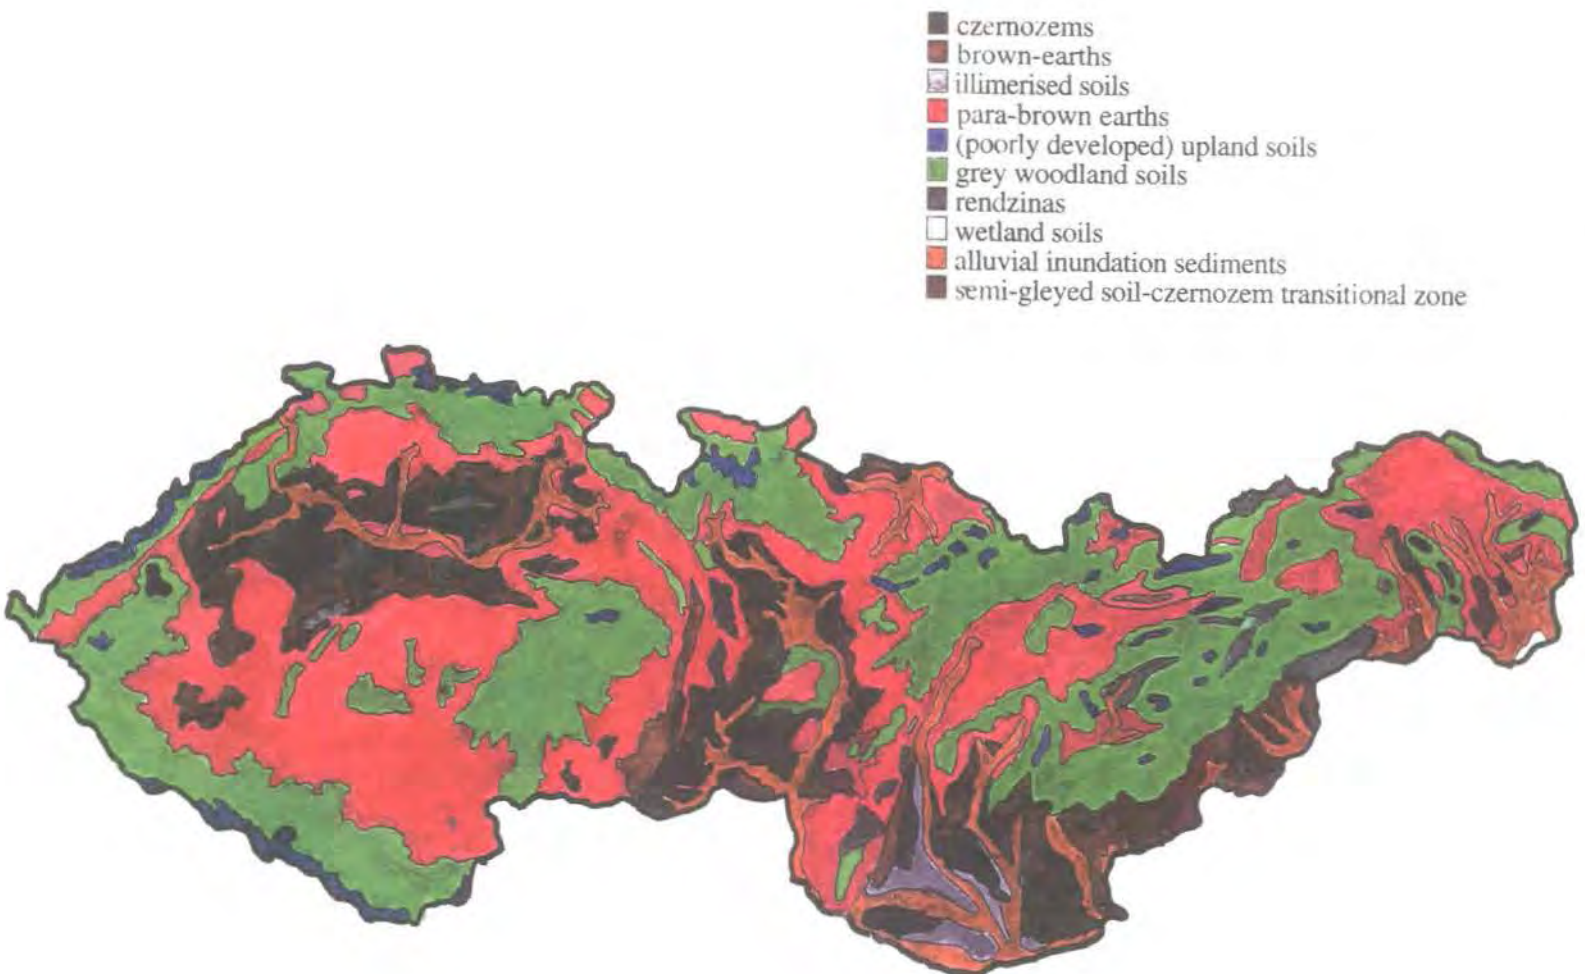 czernozems
brown-earths
illimerised soils
para-brown earths
(poorly developed) upland soils
grey woodland soils
rendzinas
wetland soils
alluvial inundation sediments
semi-gleyed soil-czernozem transitional zone